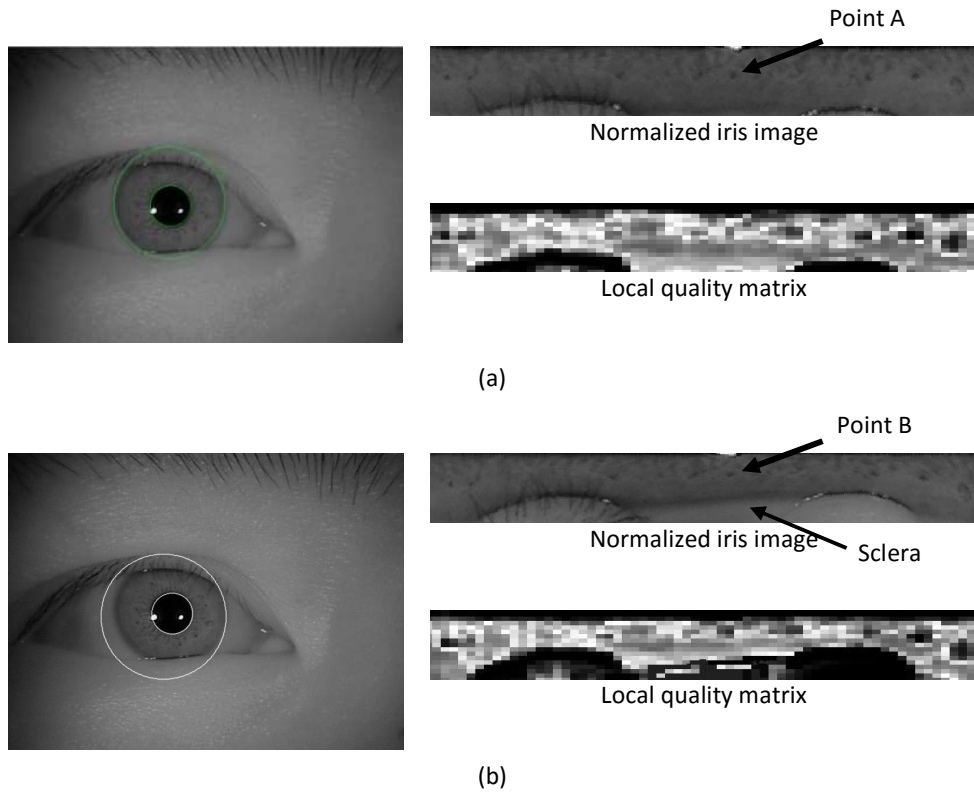 Point A
Normalized iris image
Local quality matrix
(a)
Point B
Normalized iris image
Sclera
Local quality matrix
(b)